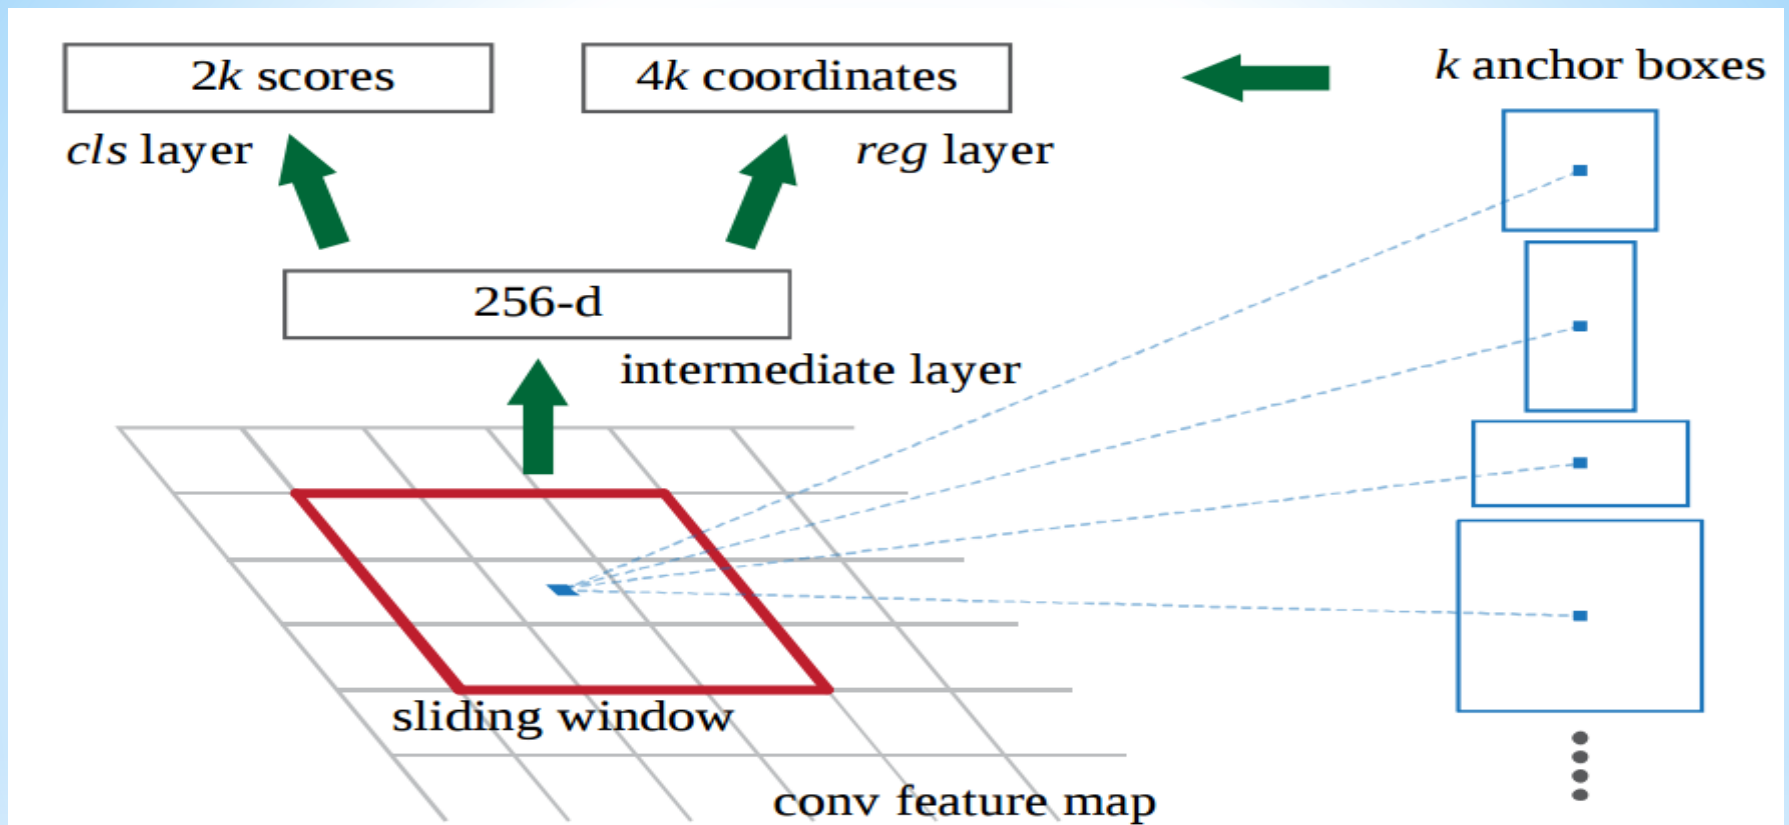 2k scores
4k coordinates
k anchor boxes
cls layer
reg layer
256-d
intermediate layer
sliding window
conv feature map